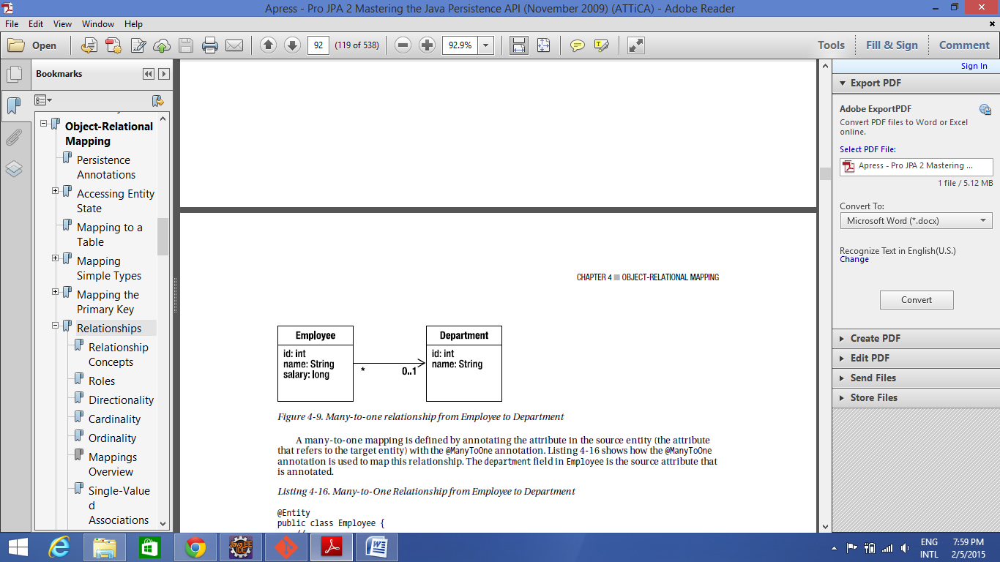 Apress - Pro JPA 2 Mastering the Java Persistence API (November 2009) (ATTiCA) - Adobe Reader
File Edit View Window Help
Open
92 (119 of 538)
92.9%
Tools
Fill & Sign
Comment
Bookmarks
Object-Relational
Mapping
Persistence
Annotations
Accessing Entity
State
Mapping to a
Table
Mapping
Simple Types
Mapping the
Primary Key
Relationships
Relationship
Concepts
Roles
Directionality
Cardinality
Ordinality
Mappings
Overview
Single-Value
d
Associations
CHAPTER 4 ■ OBJECT-RELATIONAL MAPPING
Employee
id: int
name: String
salary: long
* 0..1
Department
id: int
name: String
Figure 4-9. Many-to-one relationship from Employee to Department
A many-to-one mapping is defined by annotating the attribute in the source entity (the attribute
that refers to the target entity) with the @ManyToOne annotation. Listing 4-16 shows how the @ManyToOne
annotation is used to map this relationship. The department field in Employee is the source attribute that
is annotated.
Listing 4-16. Many-to-One Relationship from Employee to Department
@Entity
public class Employee {
Sign In
Export PDF
Adobe ExportPDF
Convert PDF files to Word or Excel
online.
Select PDF File:
Apress - Pro JPA 2 Mastering ...
1 file / 5.12 MB
Convert To:
Microsoft Word (*.docx)
Recognize Text in English(U.S.)
Change
Convert
Create PDF
Edit PDF
Send Files
Store Files
Java EE
IDE
ENG
INTL
7:59 PM
2/5/2015